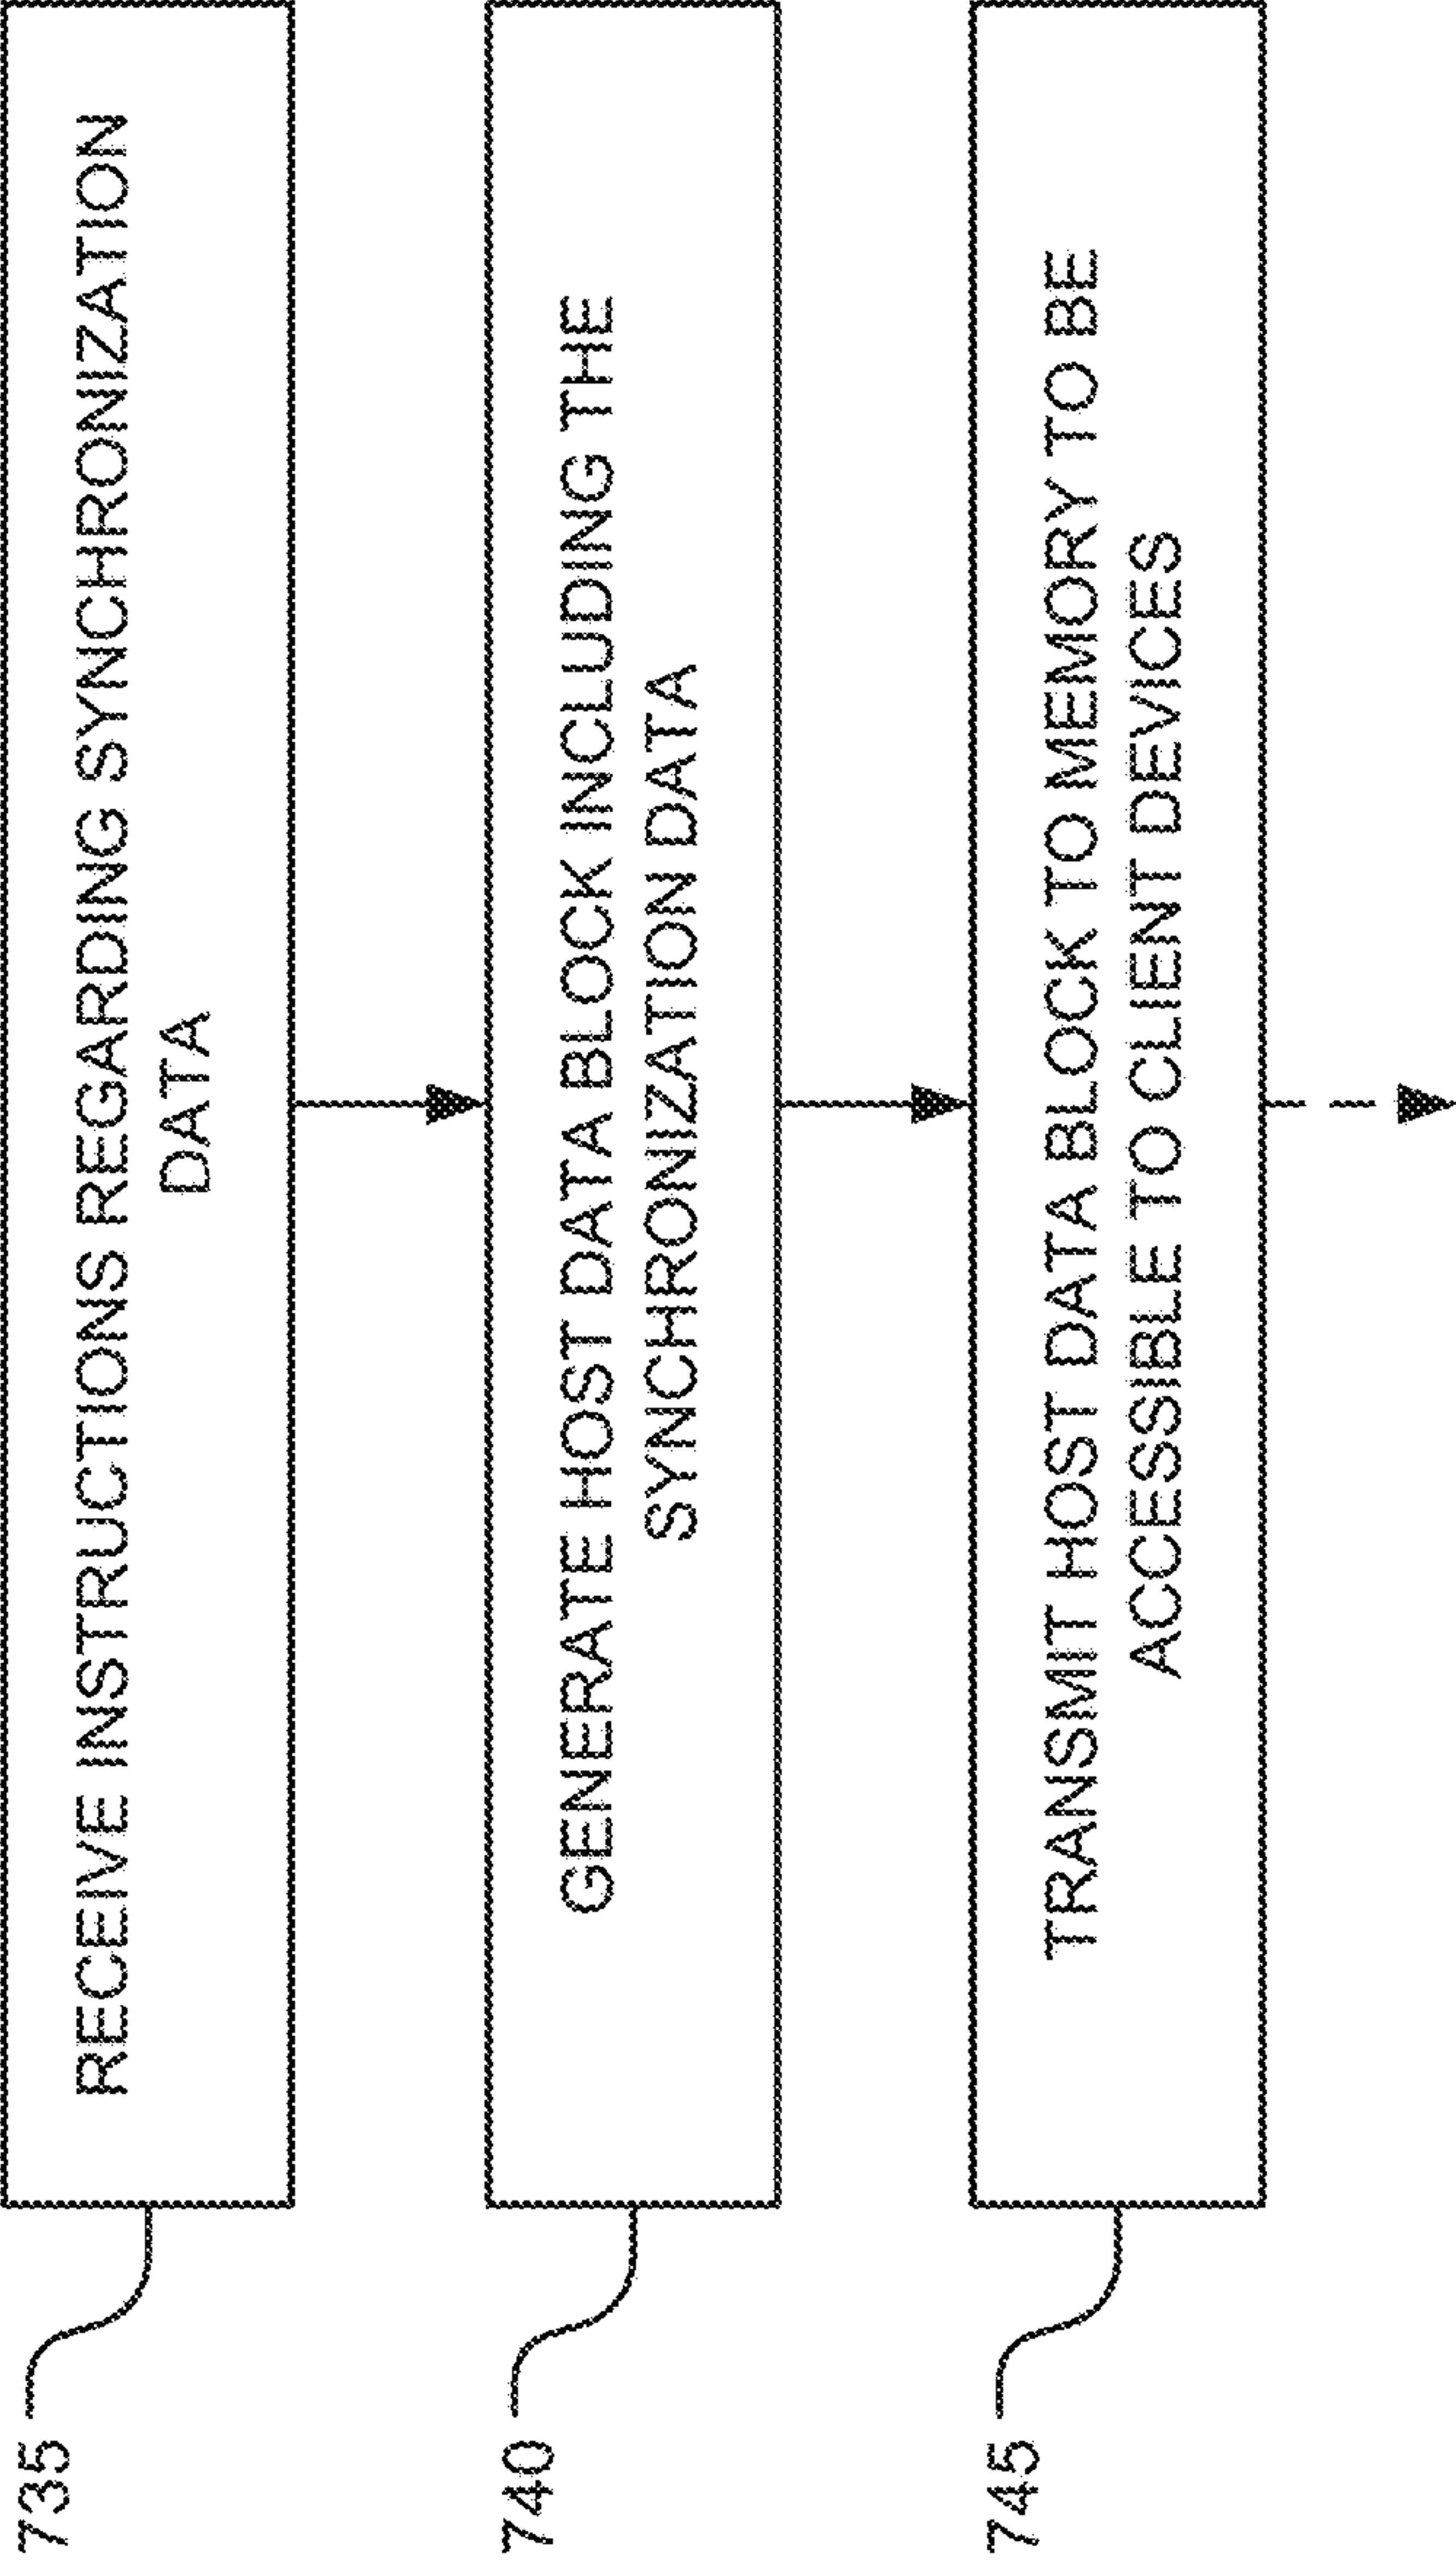 735
RECEIVE INSTRUCTIONS REGARDING SYNCHRONIZATION
DATA
740
GENERATE HOST DATA BLOCK INCLUDING THE
SYNCHRONIZATION DATA
745
TRANSMIT HOST DATA BLOCK TO MEMORY TO BE
ACCESSIBLE TO CLIENT DEVICES